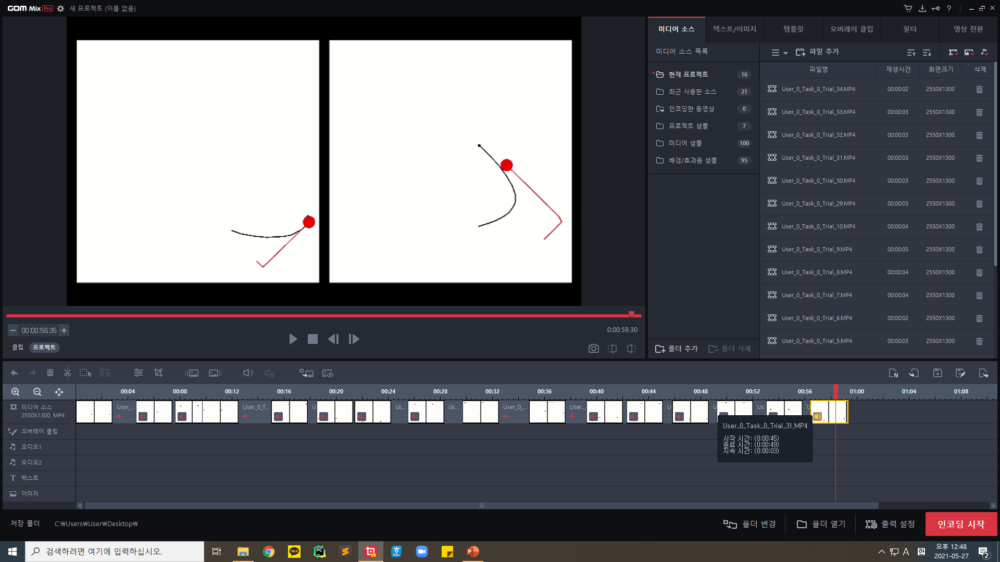 GOM Mix Pro 새 프로젝트 (이름 없음)
미디어 소스 텍스트/이미지 템플릿 오버레이 클립 필터 영상 전환
미디어 소스 목록 파일 추가
파일명 재생시간 화면크기 삭제
현재 프로젝트 16
최근 사용한 소스 21
인코딩한 동영상 0
프로젝트 샘플 7
미디어 샘플 100
배경/효과음 샘플 95
User_0_Task_0_Trial_34.MP4 00:00:02 2550X1300
User_0_Task_0_Trial_33.MP4 00:00:03 2550X1300
User_0_Task_0_Trial_32.MP4 00:00:03 2550X1300
User_0_Task_0_Trial_31.MP4 00:00:03 2550X1300
User_0_Task_0_Trial_30.MP4 00:00:03 2550X1300
User_0_Task_0_Trial_29.MP4 00:00:03 2550X1300
User_0_Task_0_Trial_10.MP4 00:00:04 2550X1300
User_0_Task_0_Trial_9.MP4 00:00:05 2550X1300
User_0_Task_0_Trial_8.MP4 00:00:04 2550X1300
User_0_Task_0_Trial_7.MP4 00:00:04 2550X1300
User_0_Task_0_Trial_6.MP4 00:00:02 2550X1300
User_0_Task_0_Trial_5.MP4 00:00:03 2550X1300
폴더 추가 폴더 삭제
00:00:58.35 0:00:59.30
클립 프로젝트
00:04 00:08 00:12 00:16 00:20 00:24 00:28 00:32 00:36 00:40 00:44 00:48 00:52 00:56 01:00 01:04 01:08
미디어 소스
2550X1300, MP4
User_... User_0_T... U Us... Us... User_0_... User... U U Us U
오버레이 클립
오디오1
오디오2
텍스트
이미지
User_0_Task_0_Trial_31.MP4
시작 시간: (0:00:45)
종료 시간: (0:00:49)
지속 시간: (0:00:03)
저장 폴더 C:₩Users₩User₩Desktop₩
폴더 변경 폴더 열기 출력 설정 인코딩 시작
검색하려면 여기에 입력하십시오.
TALK
PC
A 한
오후 12:48
2021-05-27
2